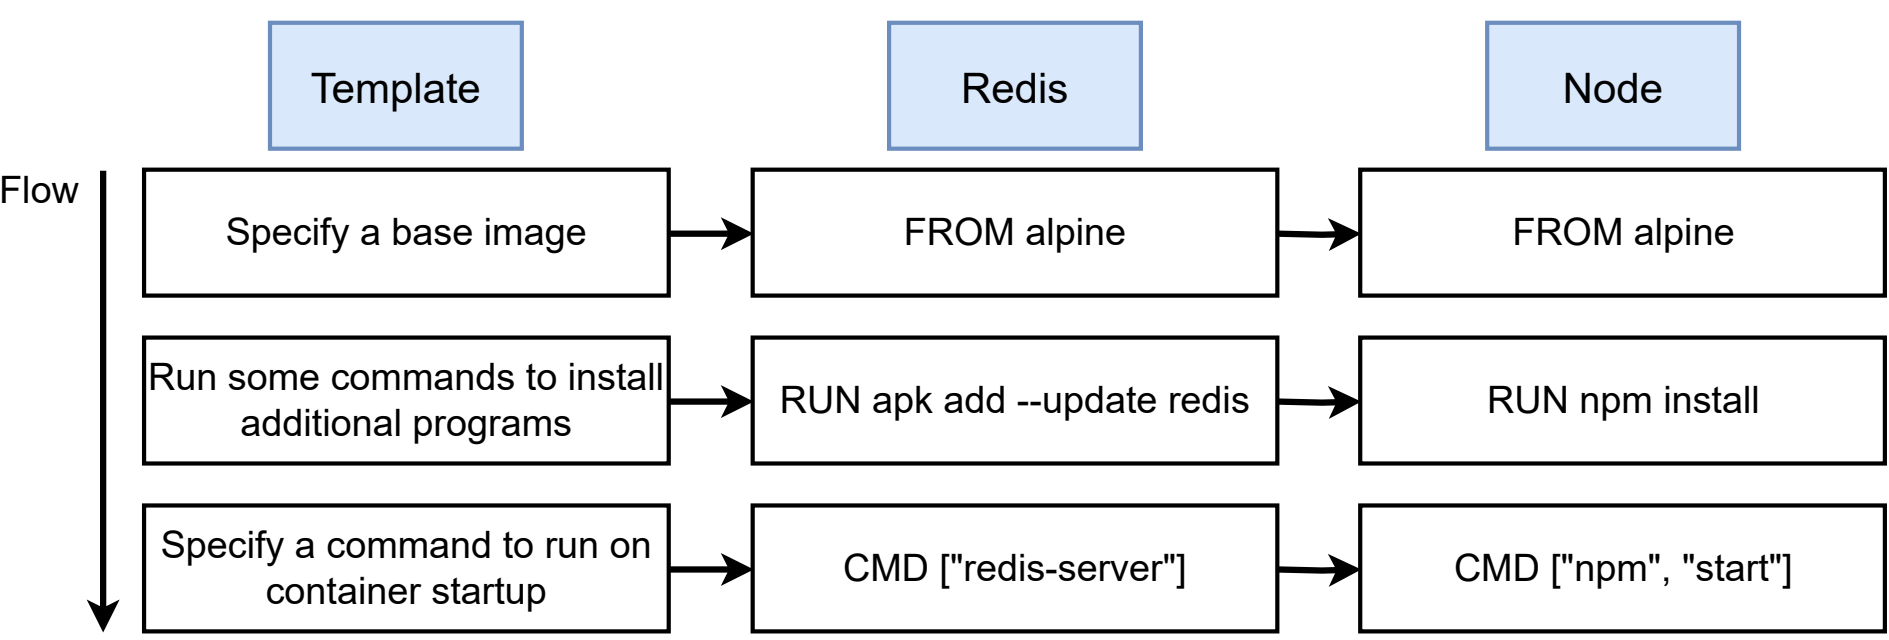 Template
Redis
Node
Flow
Specify a base image
FROM alpine
FROM alpine
Run some commands to install
additional programs
RUN apk add --update redis
RUN npm install
Specify a command to run on
container startup
CMD ["redis-server"]
CMD ["npm", "start"]